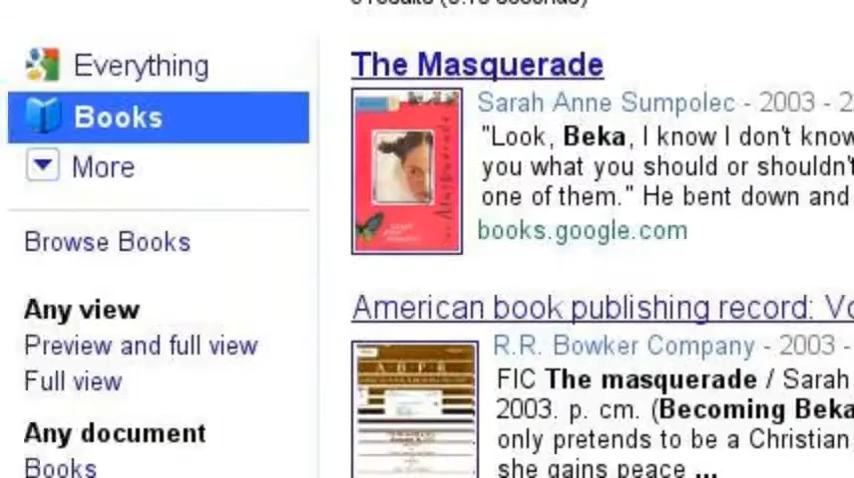 Everything
Books
More
Browse Books
Any view
Preview and full view
Full view
Any document
Books
The Masquerade
Sarah Anne Sumpolec - 2003 - 2
"Look, Beka, I know I don't know
you what you should or shouldn't
one of them." He bent down and
books.google.com
American book publishing record: Vo
R.R. Bowker Company - 2003 -
FIC The masquerade / Sarah
2003. p. cm. (Becoming Beka
only pretends to be a Christian
she gains peace ...